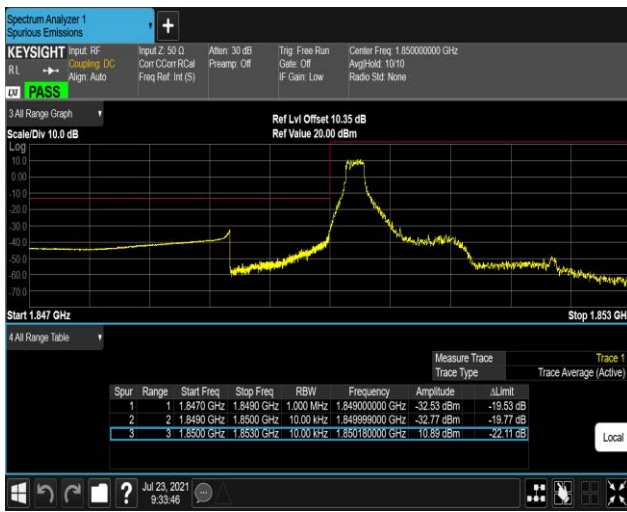 Spectrum Analyzer 1
Spurious Emissions
KEYSIGHT Input: RF Input Z: 50 Ω Atten: 30 dB Trig: Free Run Center Freq: 1.850000000 GHz
RL Coupling: DC Corr CCorr RCal Preamp: Off Gate: Off Avg|Hold: 10/10
Align: Auto Freq Ref: Int (S) IF Gain: Low Radio Std: None
LXI PASS
3 All Range Graph
Ref Lvl Offset 10.35 dB
Scale/Div 10.0 dB Ref Value 20.00 dBm
Log
10.0
0.00
-10.0
-20.0
-30.0
-40.0
-50.0
-60.0
-70.0
Start 1.847 GHz Stop 1.853 GH
4 All Range Table
Measure Trace Trace 1
Trace Type Trace Average (Active)
Spur Range Start Freq Stop Freq RBW Frequency Amplitude ΔLimit
1 1 1.8470 GHz 1.8490 GHz 1.000 MHz 1.849000000 GHz -32.53 dBm -19.53 dB
2 2 1.8490 GHz 1.8500 GHz 10.00 kHz 1.849999000 GHz -32.77 dBm -19.77 dB
3 3 1.8500 GHz 1.8530 GHz 10.00 kHz 1.850180000 GHz 10.89 dBm -22.11 dB
Local
? Jul 23, 2021
9:33:46